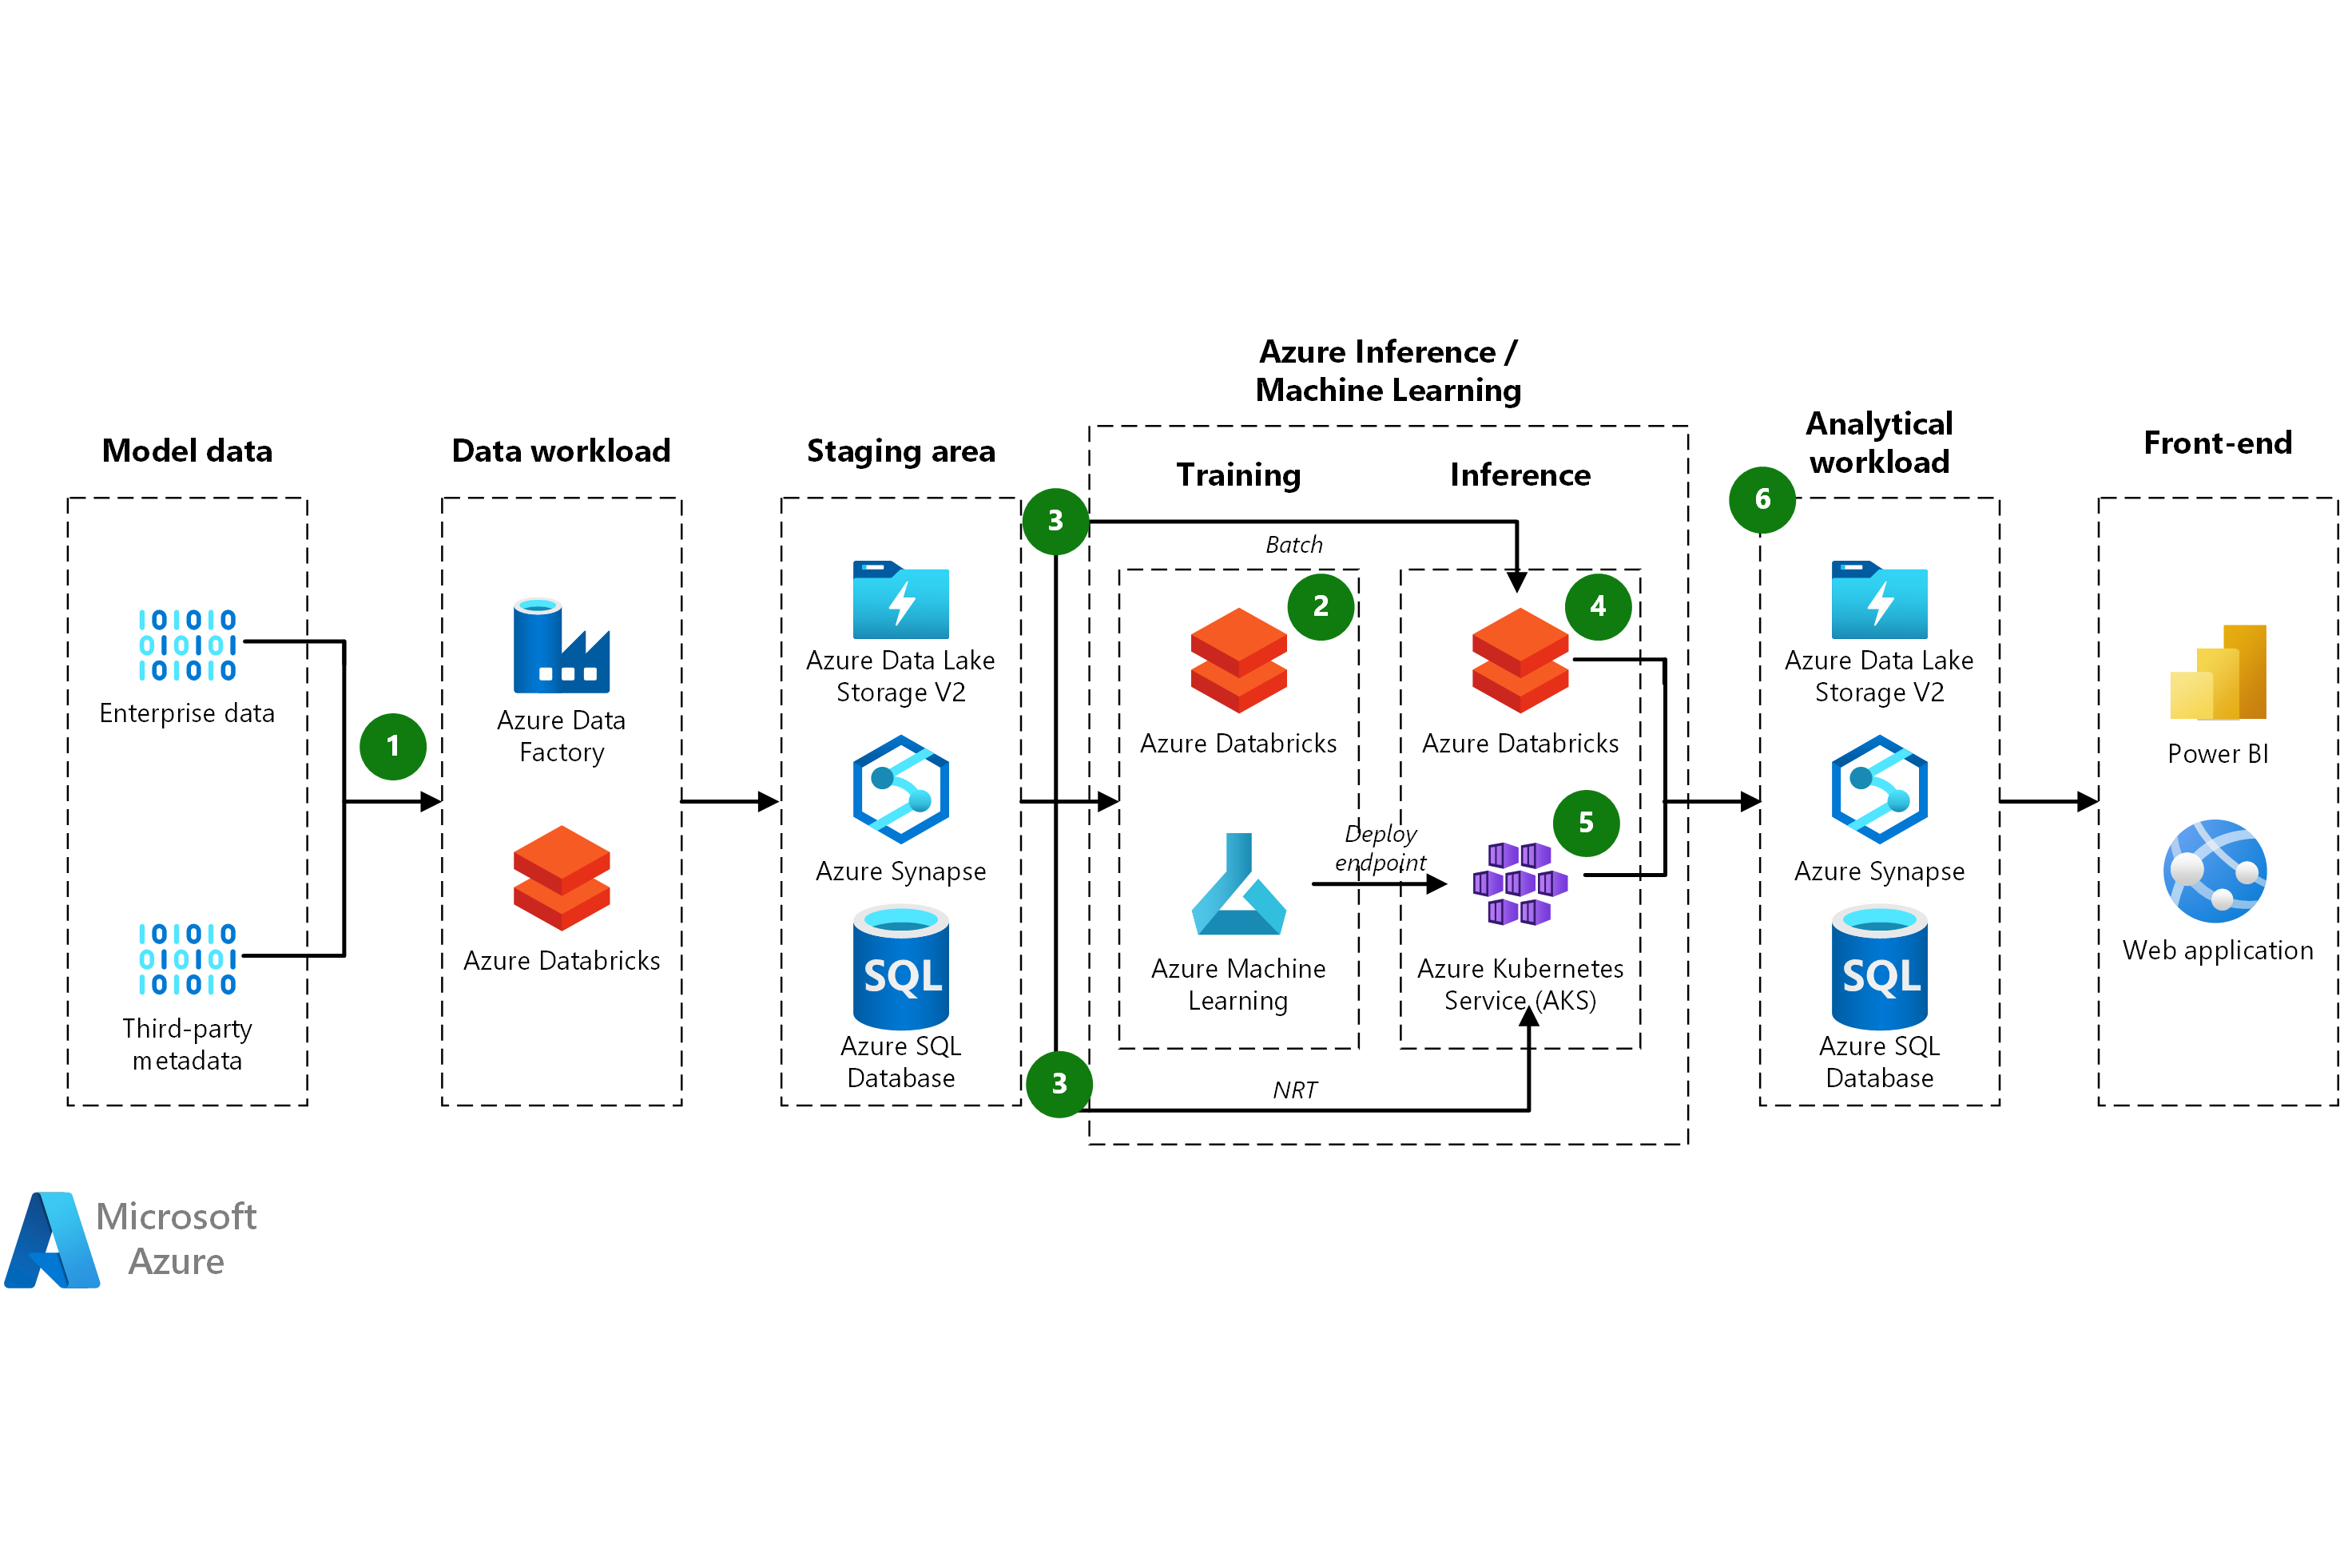 Azure Inference /
Machine Learning
Model data
Data workload
Staging area
Training
Inference
Analytical
workload
Front-end
Enterprise data
Third-party
metadata
1
Azure Data
Factory
Azure Databricks
Azure Data Lake
Storage V2
Azure Synapse
SQL
Azure SQL
Database
3
Batch
3
NRT
2
Azure Databricks
Azure Machine
Learning
Deploy
endpoint
4
Azure Databricks
5
Azure Kubernetes
Service (AKS)
6
Azure Data Lake
Storage V2
Azure Synapse
SQL
Azure SQL
Database
Power BI
Web application
Microsoft
Azure